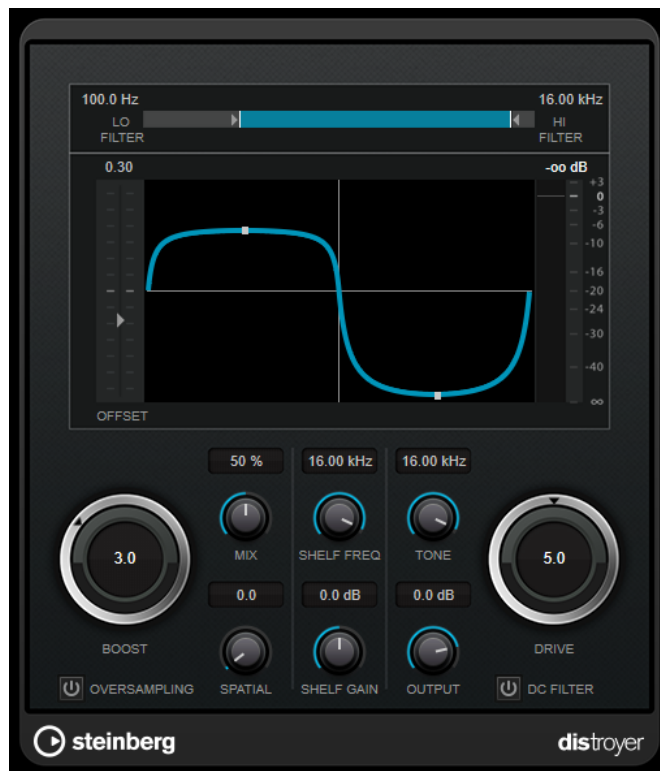 100.0 Hz 16.00 kHz
LO HI
FILTER FILTER
0.30 -oo dB
+3
0
-3
-6
-10
-16
-20
-24
-30
-40
∞
OFFSET
50 % 16.00 kHz 16.00 kHz
3.0 5.0
MIX SHELF FREQ TONE
0.0 0.0 dB 0.0 dB
BOOST DRIVE
OVERSAMPLING SPATIAL SHELF GAIN OUTPUT DC FILTER
steinberg distroyer